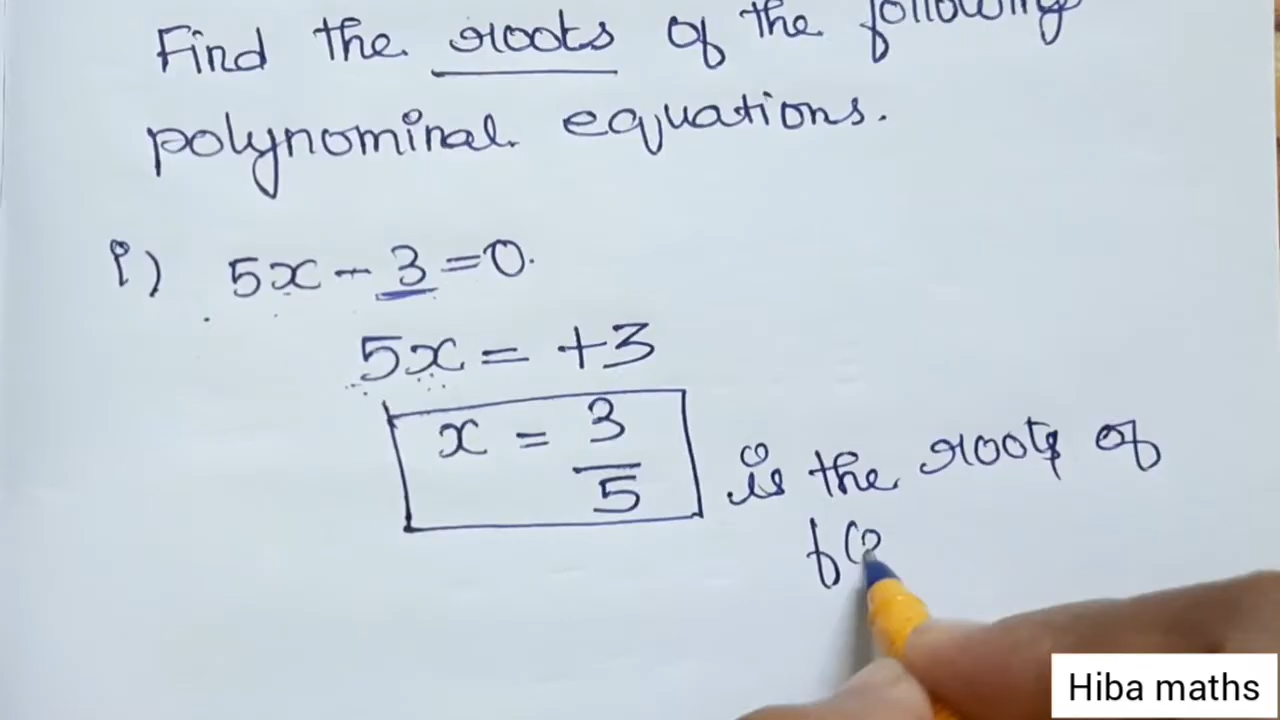 Find the roots of the following
polynominal equations.
i) 5x - 3 = 0.
5x = +3
x = 3/5 is the roots of
f(
Hiba maths